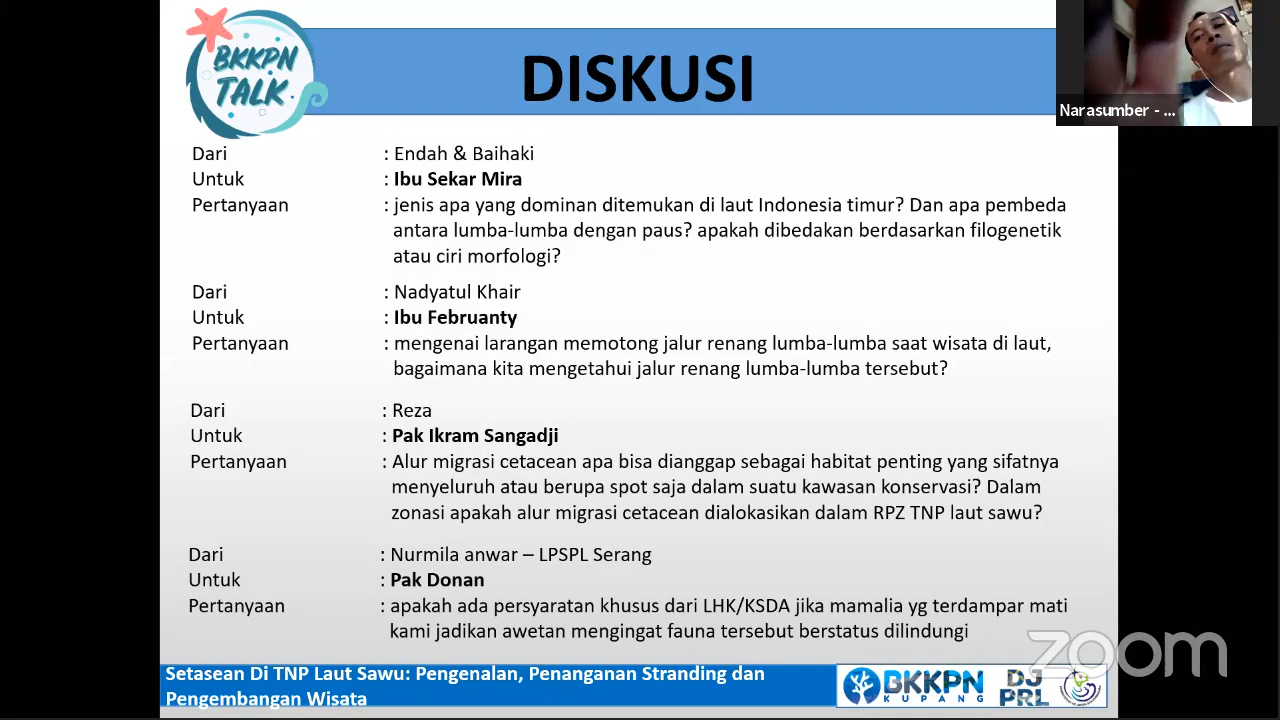 BKKPN
TALK
DISKUSI
Narasumber - ...
Dari : Endah & Baihaki
Untuk : Ibu Sekar Mira
Pertanyaan : jenis apa yang dominan ditemukan di laut Indonesia timur? Dan apa pembeda
antara lumba-lumba dengan paus? apakah dibedakan berdasarkan filogenetik
atau ciri morfologi?
Dari : Nadyatul Khair
Untuk : Ibu Februanty
Pertanyaan : mengenai larangan memotong jalur renang lumba-lumba saat wisata di laut,
bagaimana kita mengetahui jalur renang lumba-lumba tersebut?
Dari : Reza
Untuk : Pak Ikram Sangadji
Pertanyaan : Alur migrasi cetacean apa bisa dianggap sebagai habitat penting yang sifatnya
menyeluruh atau berupa spot saja dalam suatu kawasan konservasi? Dalam
zonasi apakah alur migrasi cetacean dialokasikan dalam RPZ TNP laut sawu?
Dari : Nurmila anwar – LPSPL Serang
Untuk : Pak Donan
Pertanyaan : apakah ada persyaratan khusus dari LHK/KSDA jika mamalia yg terdampar mati
kami jadikan awetan mengingat fauna tersebut berstatus dilindungi
zoom
Setasean Di TNP Laut Sawu: Pengenalan, Penanganan Stranding dan
Pengembangan Wisata
BKKPN
KUPANG
DJ
PRL